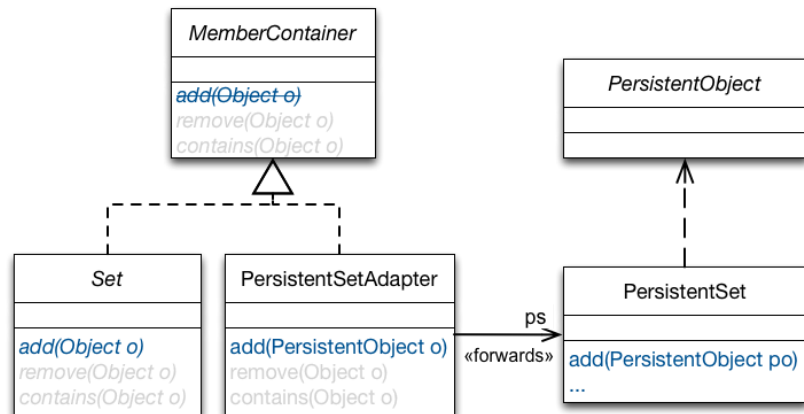 MemberContainer
add(Object o)
remove(Object o)
contains(Object o)
PersistentObject
Set
add(Object o)
remove(Object o)
contains(Object o)
PersistentSetAdapter
add(PersistentObject o)
remove(Object o)
contains(Object o)
ps
«forwards»
PersistentSet
add(PersistentObject po)
...